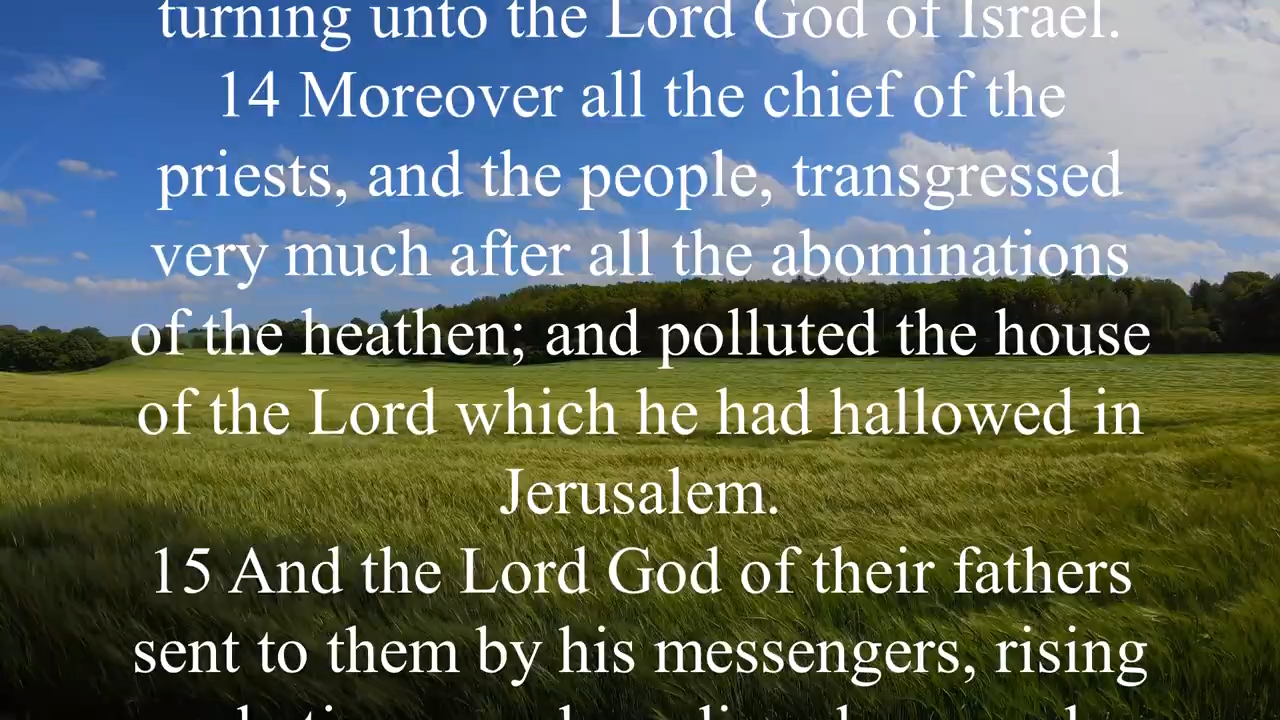 turning unto the Lord God of Israel.
14 Moreover all the chief of the
priests, and the people, transgressed
very much after all the abominations
of the heathen; and polluted the house
of the Lord which he had hallowed in
Jerusalem.
15 And the Lord God of their fathers
sent to them by his messengers, rising